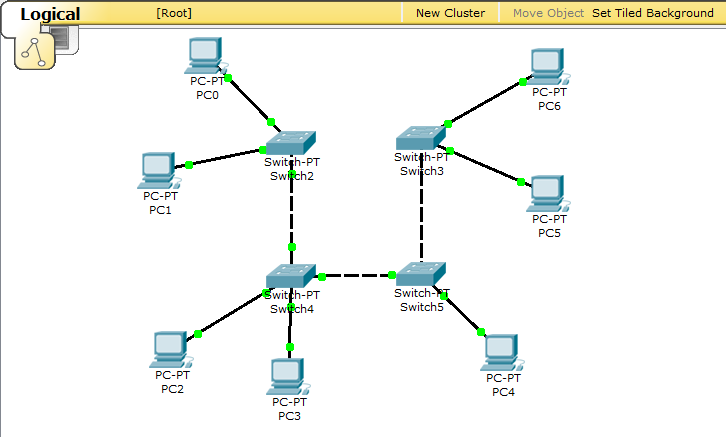 Logical
[Root]
New Cluster
Move Object
Set Tiled Background
PC-PT
PC0
PC-PT
PC6
Switch-PT
Switch2
Switch-PT
Switch3
PC-PT
PC1
PC-PT
PC5
Switch-PT
Switch4
Switch-PT
Switch5
PC-PT
PC2
PC-PT
PC3
PC-PT
PC4